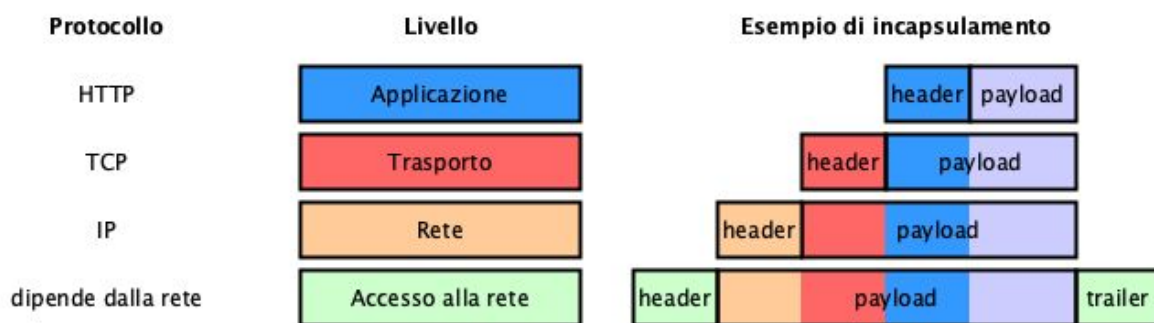 Protocollo Livello Esempio di incapsulamento
HTTP Applicazione header payload
TCP Trasporto header payload
IP Rete header payload
dipende dalla rete Accesso alla rete header payload trailer